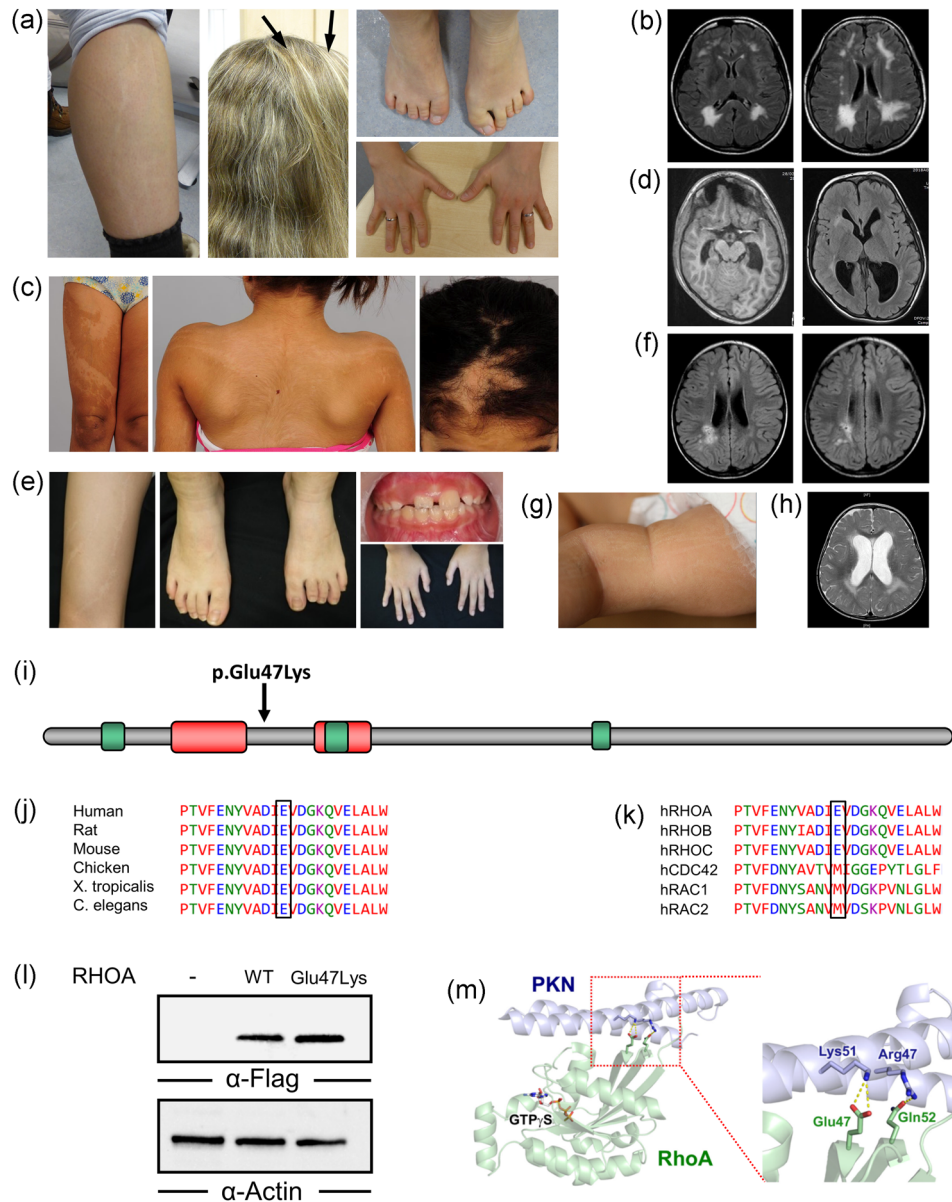 (a)
(b)
(c)
(d)
(e)
(f)
(g)
(h)
(i)
p.Glu47Lys
(j)
Human PTVFENYVADIEVDGKQVELALW
Rat PTVFENYVADIEVDGKQVELALW
Mouse PTVFENYVADIEVDGKQVELALW
Chicken PTVFENYVADIEVDGKQVELALW
X. tropicalis PTVFENYVADIEVDGKQVELALW
C. elegans PTVFENYVADIEVDGKQVELALW
(k)
hRHOA PTVFENYVADIEVDGKQVELALW
hRHOB PTVFENYIADIEVDGKQVELALW
hRHOC PTVFENYIADIEVDGKQVELALW
hCDC42 PTVFDNYAVTVMIGGEPYTLGLF
hRAC1 PTVFDNYSANVMVDGKPVNLGLW
hRAC2 PTVFDNYSANVMVDSKPVNLGLW
(l)
RHOA - WT Glu47Lys
α-Flag
α-Actin
(m)
PKN
GTPγS
RhoA
Lys51
Arg47
Glu47
Gln52